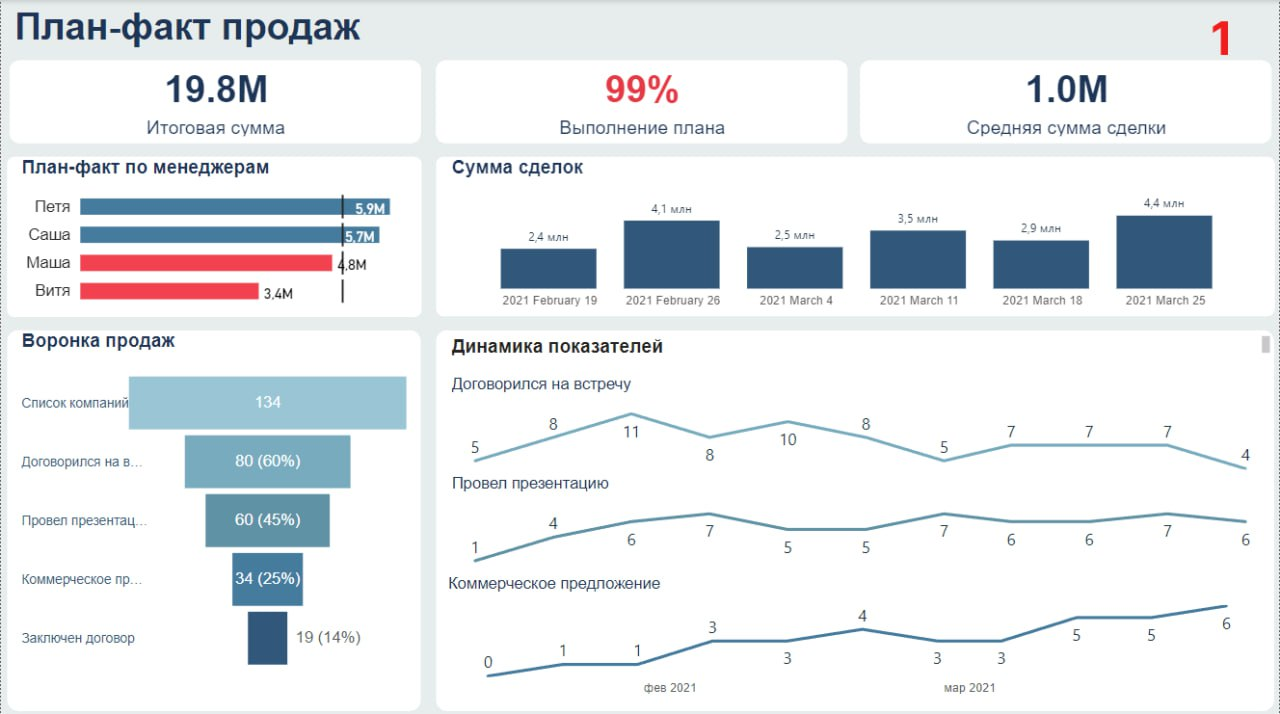 План-факт продаж
1
19.8M
Итоговая сумма
99%
Выполнение плана
1.0M
Средняя сумма сделки
План-факт по менеджерам
Петя 5,9M
Саша 5,7M
Маша 4,8M
Витя 3,4M
Сумма сделок
2,4 млн 4,1 млн 2,5 млн 3,5 млн 2,9 млн 4,4 млн
2021 February 19 2021 February 26 2021 March 4 2021 March 11 2021 March 18 2021 March 25
Воронка продаж
Список компаний 134
Договорился на в... 80 (60%)
Провел презентац... 60 (45%)
Коммерческое пр... 34 (25%)
Заключен договор 19 (14%)
Динамика показателей
Договорился на встречу
5 8 11 8 10 8 5 7 7 7 4
Провел презентацию
1 4 6 7 5 5 7 6 6 7 6
Коммерческое предложение
0 1 1 3 3 4 3 3 5 5 6
фев 2021 мар 2021